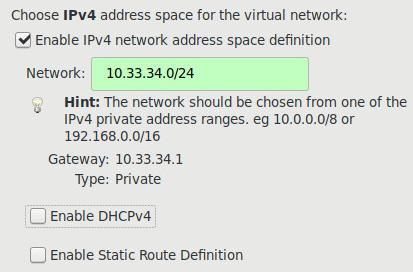 Choose IPv4 address space for the virtual network:
Enable IPv4 network address space definition
Network: 10.33.34.0/24
Hint: The network should be chosen from one of the
IPv4 private address ranges. eg 10.0.0.0/8 or
192.168.0.0/16
Gateway: 10.33.34.1
Type: Private
Enable DHCPv4
Enable Static Route Definition